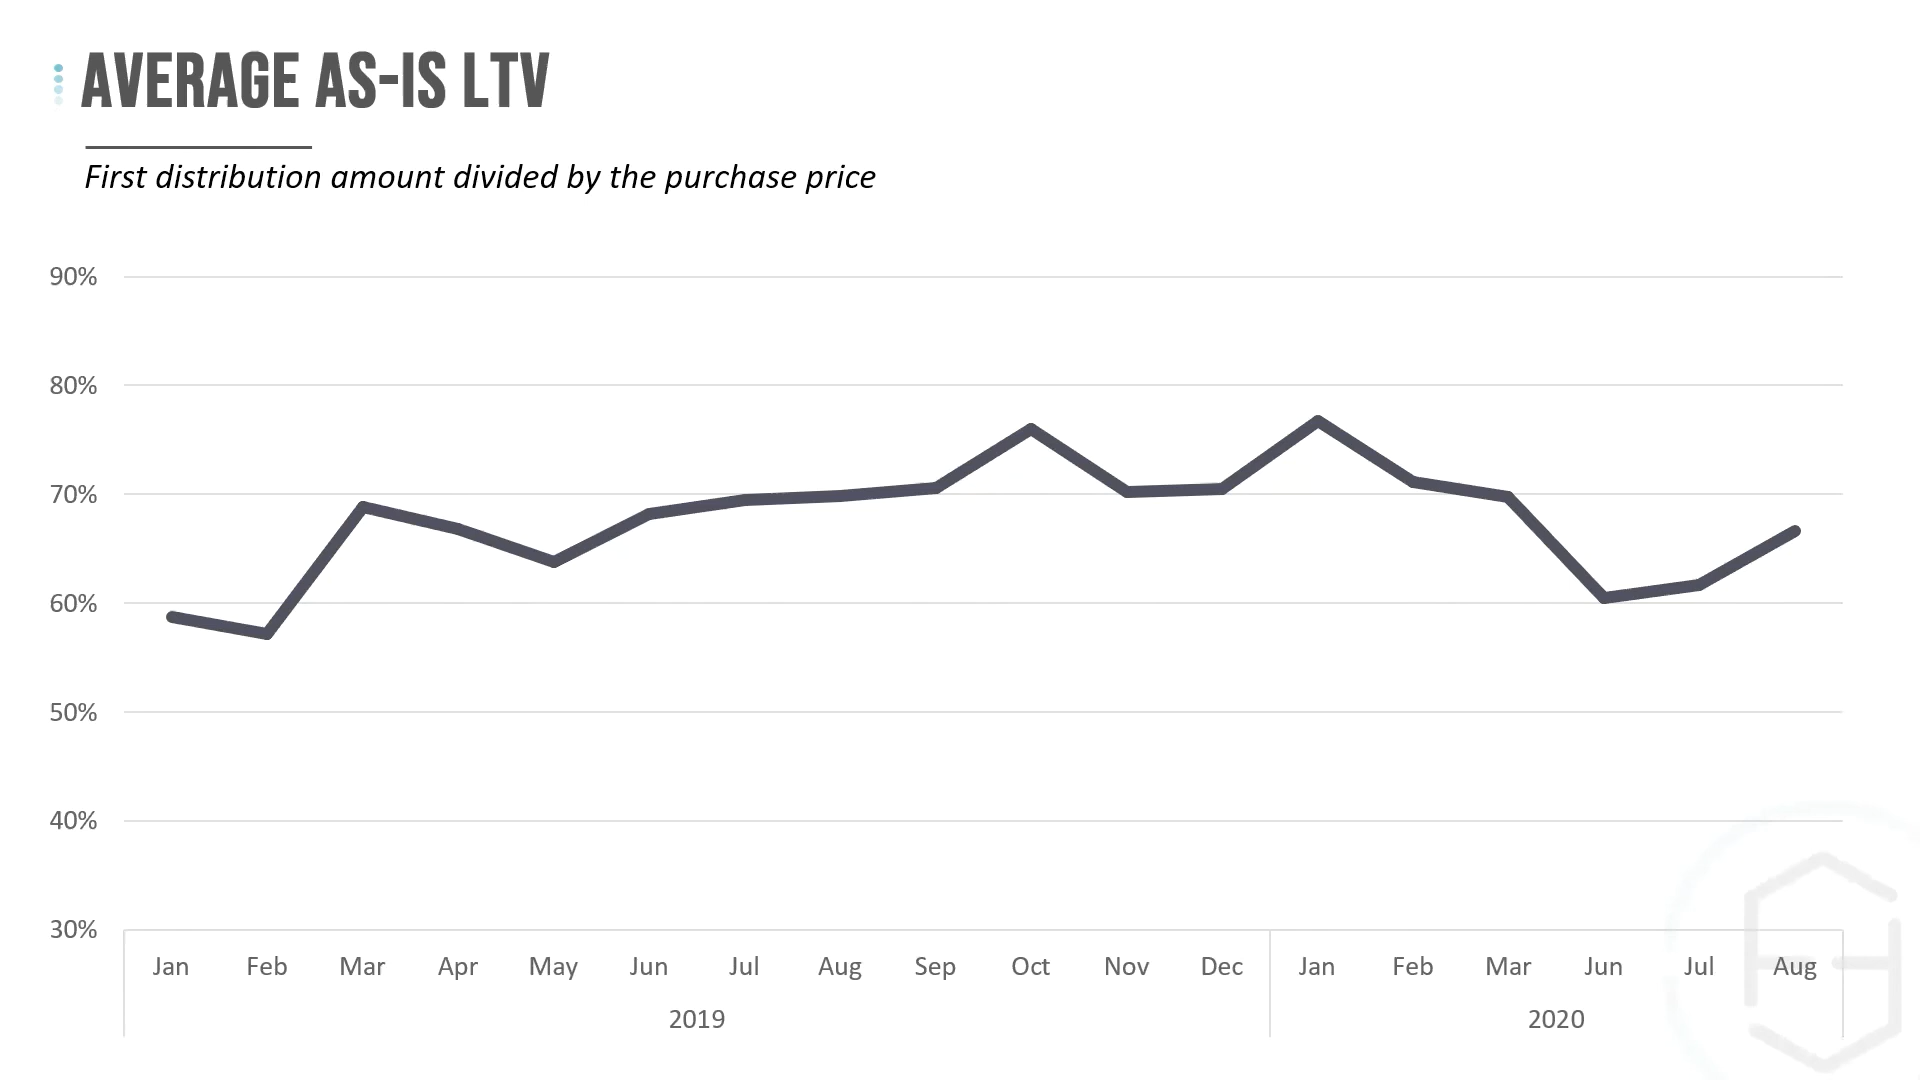 AVERAGE AS-IS LTV
First distribution amount divided by the purchase price
90%
80%
70%
60%
50%
40%
30%
Jan Feb Mar Apr May Jun Jul Aug Sep Oct Nov Dec Jan Feb Mar Jun Jul Aug
2019 2020